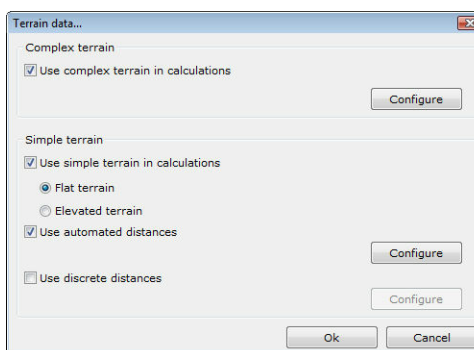 Terrain data...
Complex terrain
Use complex terrain in calculations
Configure
Simple terrain
Use simple terrain in calculations
Flat terrain
Elevated terrain
Use automated distances
Configure
Use discrete distances
Configure
Ok Cancel